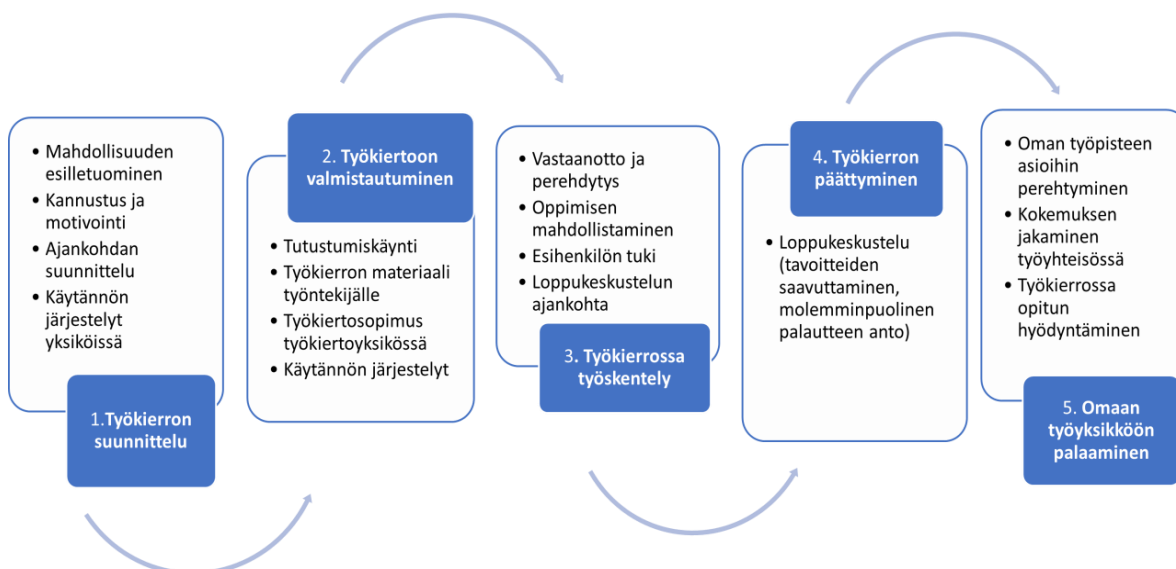 • Mahdollisuuden
esilletuominen
• Kannustus ja
motivointi
• Ajankohdan
suunnittelu
• Käytännön
järjestelyt
yksiköissä
1.Työkierron
suunnittelu
2. Työkiertoon
valmistautuminen
• Tutustumiskäynti
• Työkierron materiaali
työntekijälle
• Työkiertosopimus
työkiertoyksikössä
• Käytännön järjestelyt
• Vastaanotto ja
perehdytys
• Oppimisen
mahdollistaminen
• Esihenkilön tuki
• Loppukeskustelun
ajankohta
3. Työkierrossa
työskentely
4. Työkierron
päättyminen
• Loppukeskustelu
(tavoitteiden
saavuttaminen,
molemminpuolinen
palautteen anto)
• Oman työpisteen
asioihin
perehtyminen
• Kokemuksen
jakaminen
työyhteisössä
• Työkierrossa
opitun
hyödyntäminen
5. Omaan
työyksikköön
palaaminen